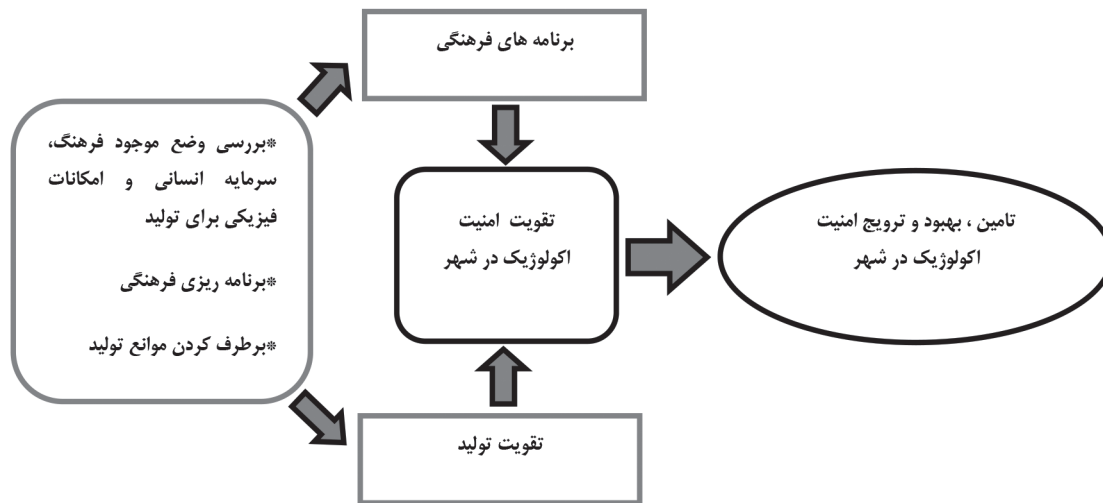 برنامه های فرهنگی
*بررسی وضع موجود فرهنگ،
سرمایه انسانی و امکانات
فیزیکی برای تولید
*برنامه ریزی فرهنگی
*برطرف کردن موانع تولید
تقویت امنیت
اکولوژیک در شهر
تامین ، بهبود و ترویج امنیت
اکولوژیک در شهر
تقویت تولید